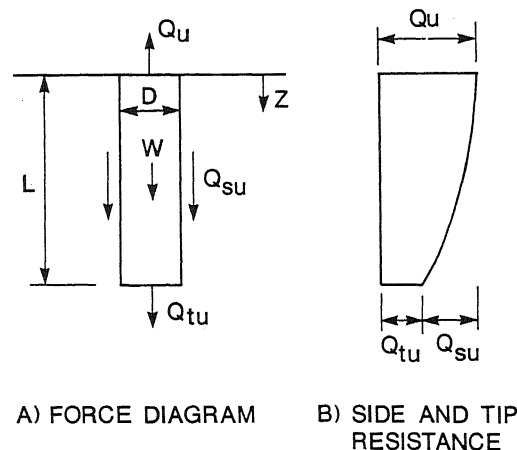 Qu
Qu
D
Z
W
L
Qsu
Qtu
Qtu
Qsu
A) FORCE DIAGRAM
B) SIDE AND TIP
RESISTANCE